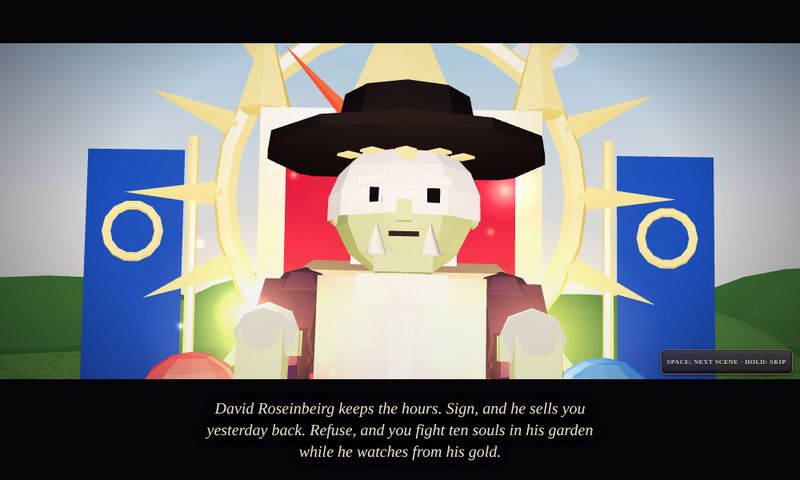 SPACE: NEXT SCENE · HOLD: SKIP
David Roseinbeirg keeps the hours. Sign, and he sells you
yesterday back. Refuse, and you fight ten souls in his garden
while he watches from his gold.